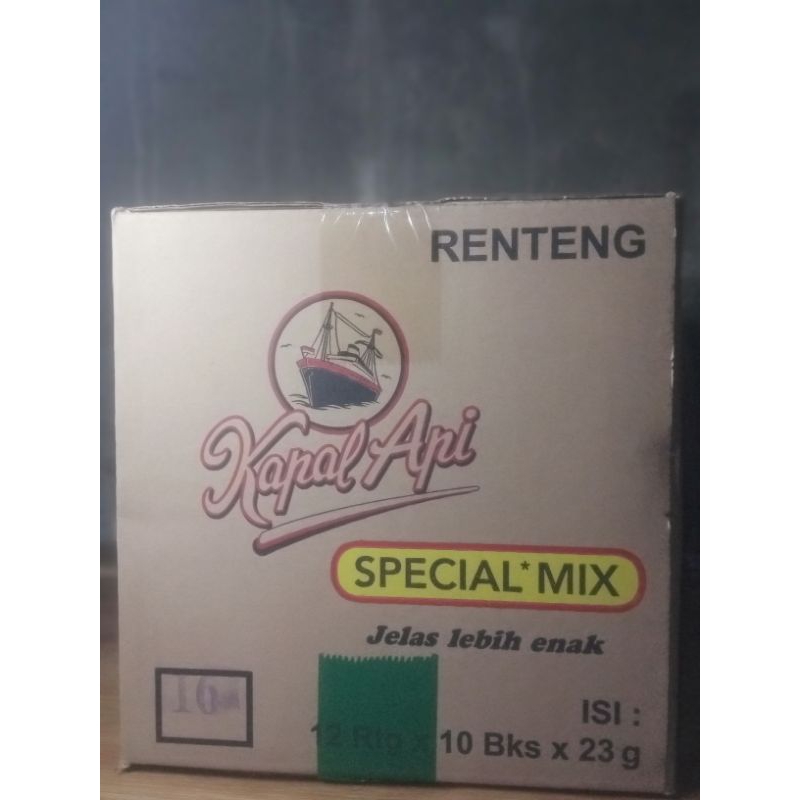 RENTENG
Kapal Api
SPECIAL* MIX
Jelas lebih enak
ISI :
12 Rtg x 10 Bks x 23 g